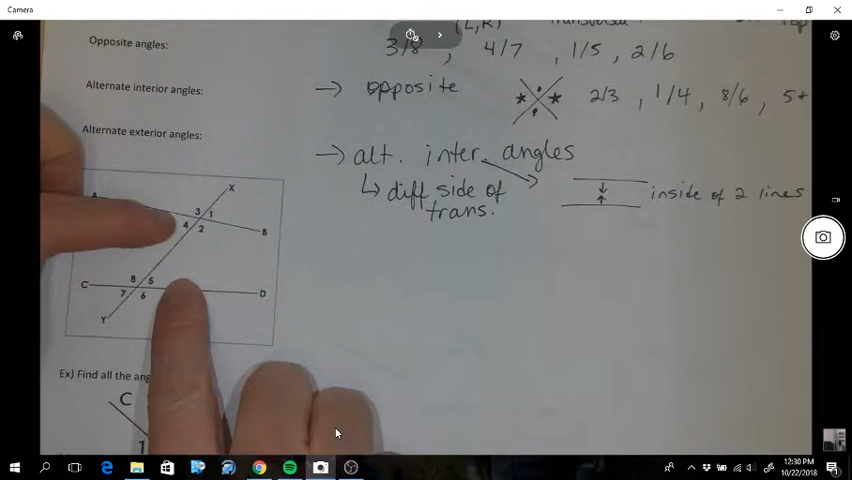 Camera
(L,R)
Opposite angles:
3/8 , 4/7 , 1/5 , 2/6
Alternate interior angles:
→ opposite 2/3 , 1/4 , 8/6 , 5+
Alternate exterior angles:
→ alt. inter. angles
↳ diff side of
trans.
inside of 2 lines
A
X
3 1
4 2
B
8 5
C
7 6
D
Y
Ex) Find all the ang
C
1
12:30 PM
10/22/2018